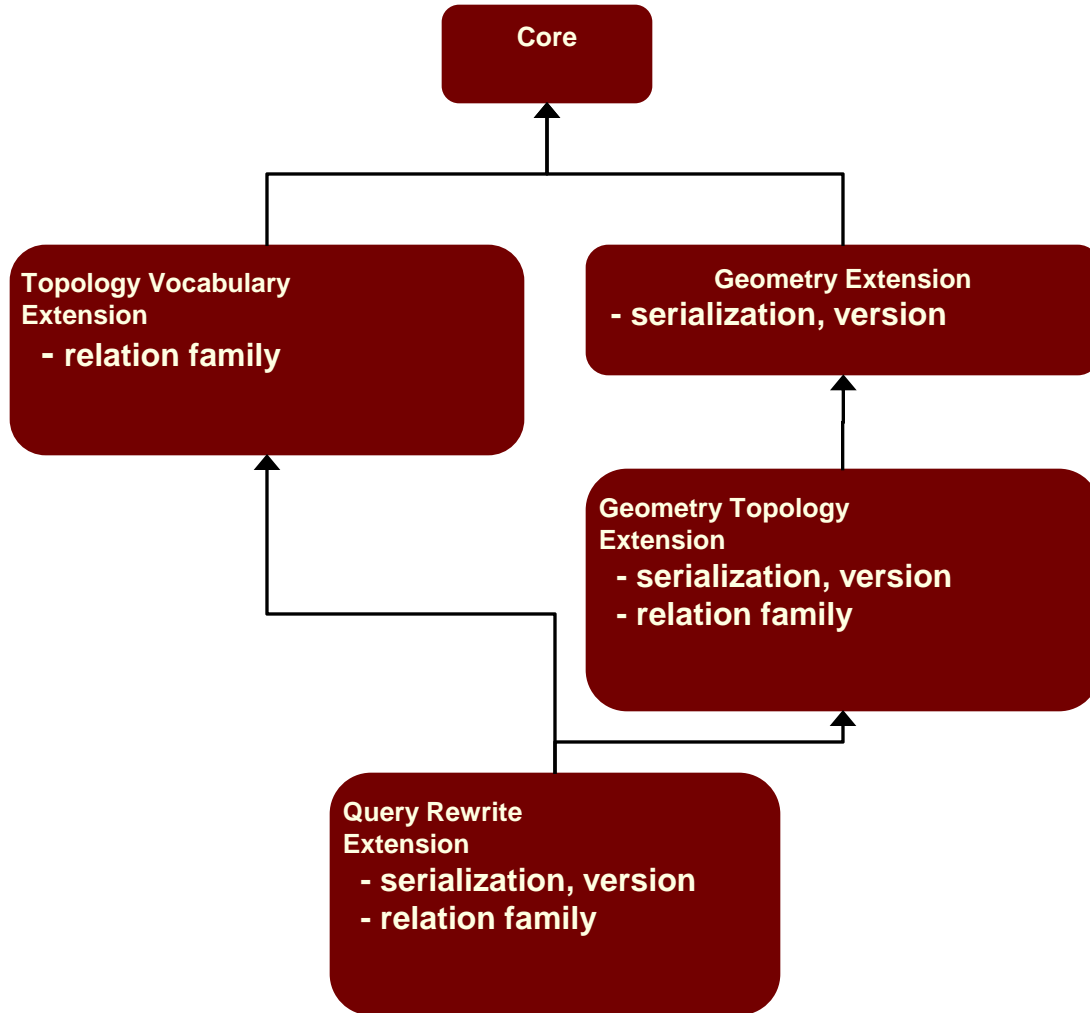 Core
Topology Vocabulary
Extension
- relation family
Geometry Extension
- serialization, version
Geometry Topology
Extension
- serialization, version
- relation family
Query Rewrite
Extension
- serialization, version
- relation family